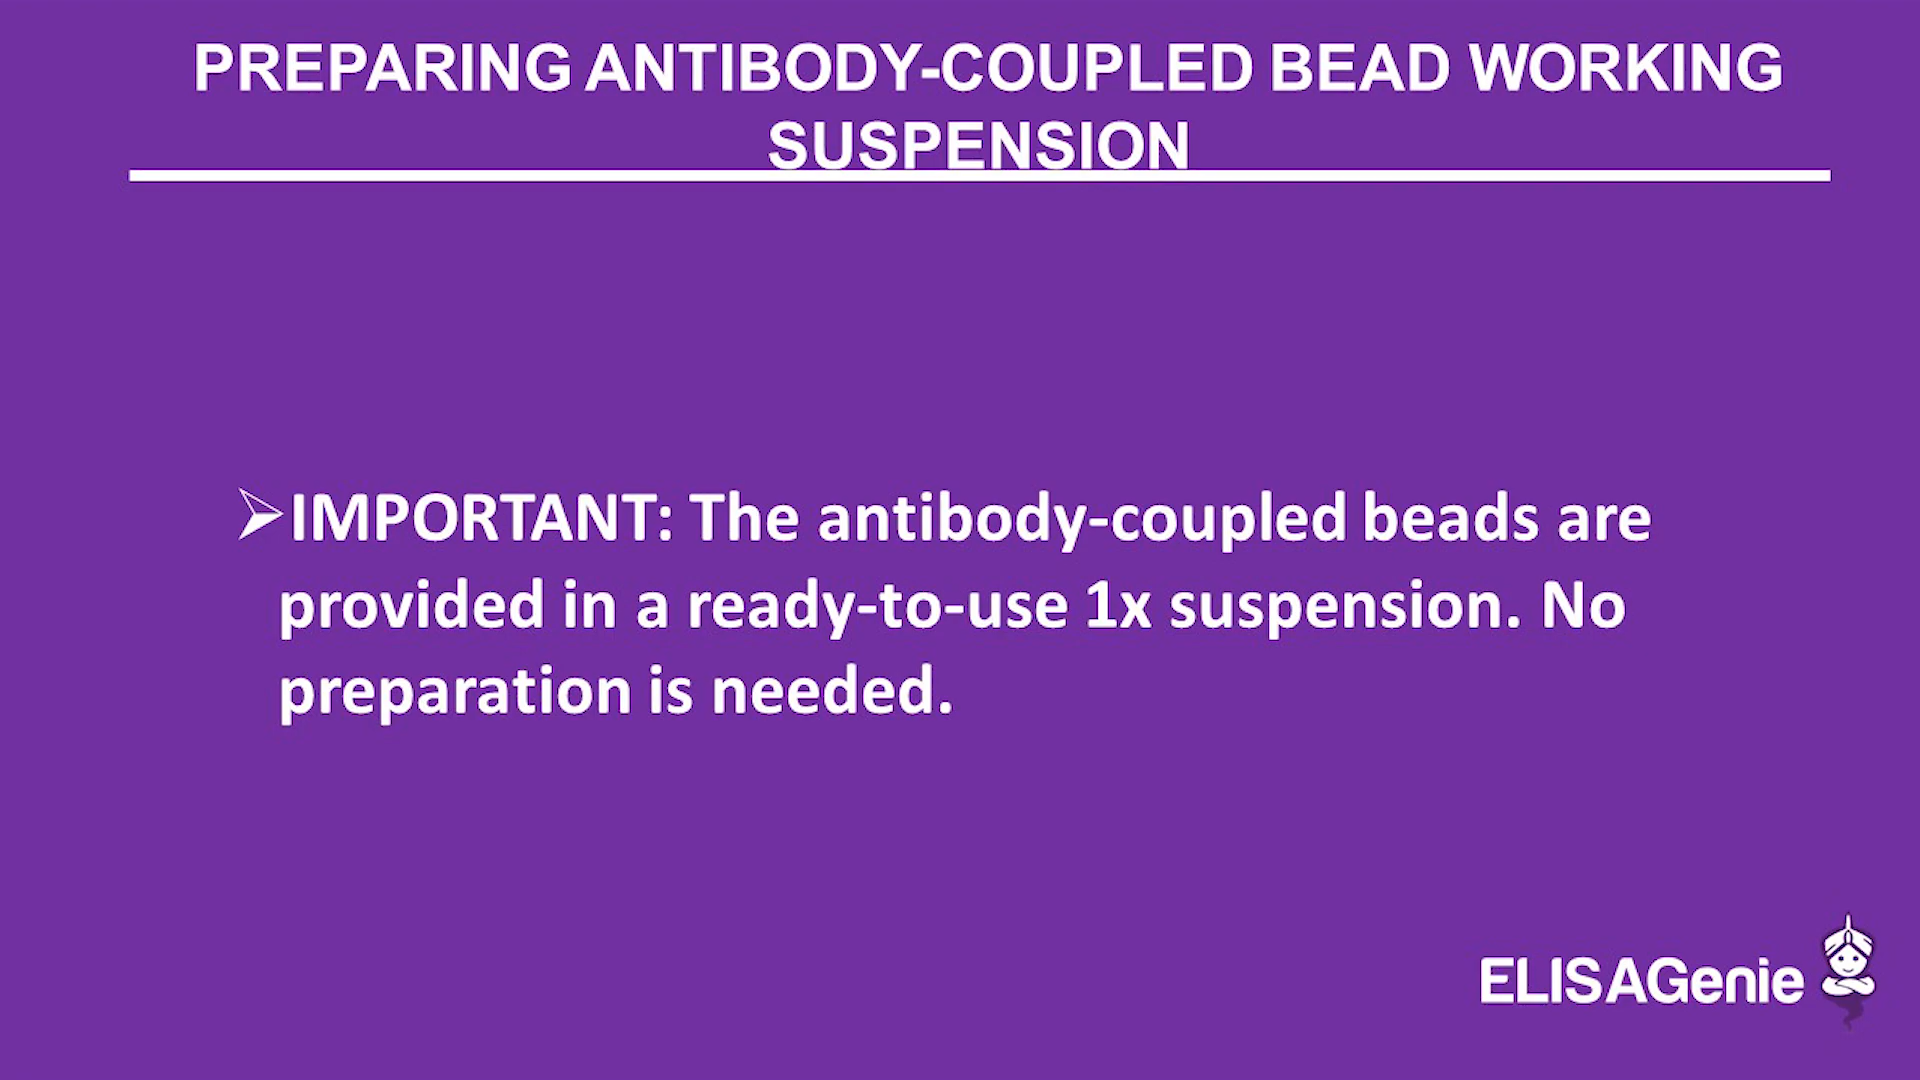 PREPARING ANTIBODY-COUPLED BEAD WORKING
SUSPENSION
➢IMPORTANT: The antibody-coupled beads are
provided in a ready-to-use 1x suspension. No
preparation is needed.
ELISAGenie